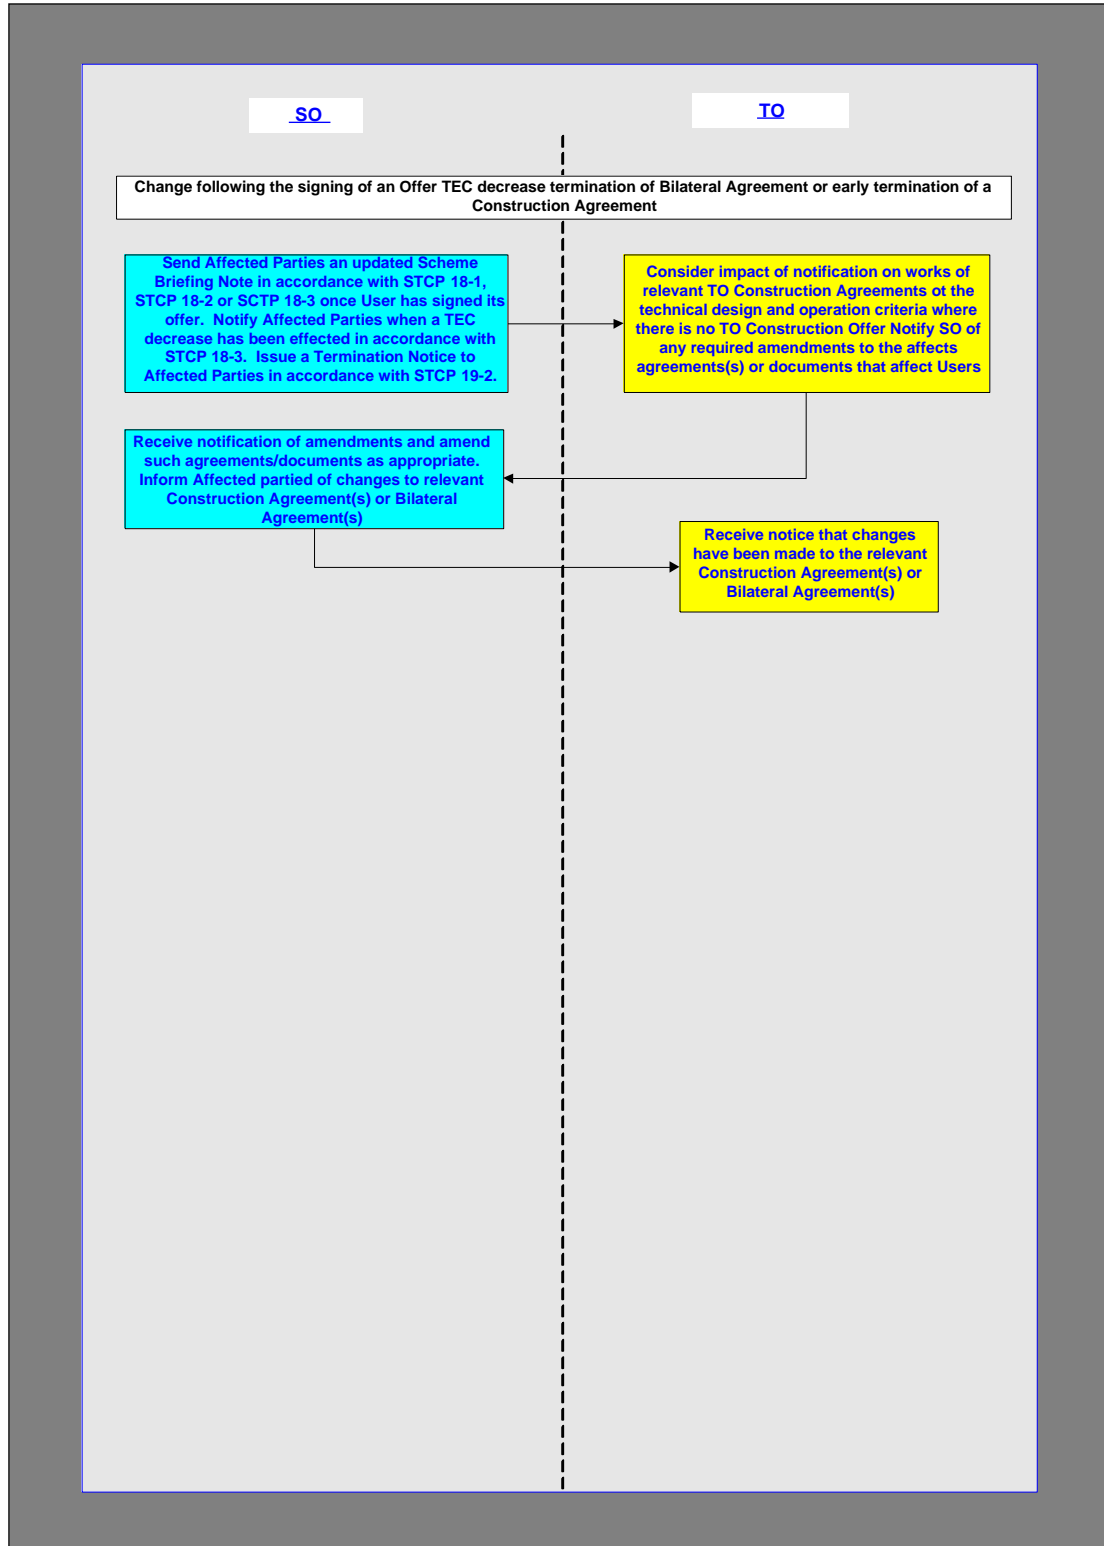 SO
TO
Change following the signing of an Offer TEC decrease termination of Bilateral Agreement or early termination of a
Construction Agreement
Send Affected Parties an updated Scheme
Briefing Note in accordance with STCP 18-1,
STCP 18-2 or SCTP 18-3 once User has signed its
offer.  Notify Affected Parties when a TEC
decrease has been effected in accordance with
STCP 18-3.  Issue a Termination Notice to
Affected Parties in accordance with STCP 19-2.
Consider impact of notification on works of
relevant TO Construction Agreements ot the
technical design and operation criteria where
there is no TO Construction Offer Notify SO of
any required amendments to the affects
agreements(s) or documents that affect Users
Receive notification of amendments and amend
such agreements/documents as appropriate.
Inform Affected partied of changes to relevant
Construction Agreement(s) or Bilateral
Agreement(s)
Receive notice that changes
have been made to the relevant
Construction Agreement(s) or
Bilateral Agreement(s)